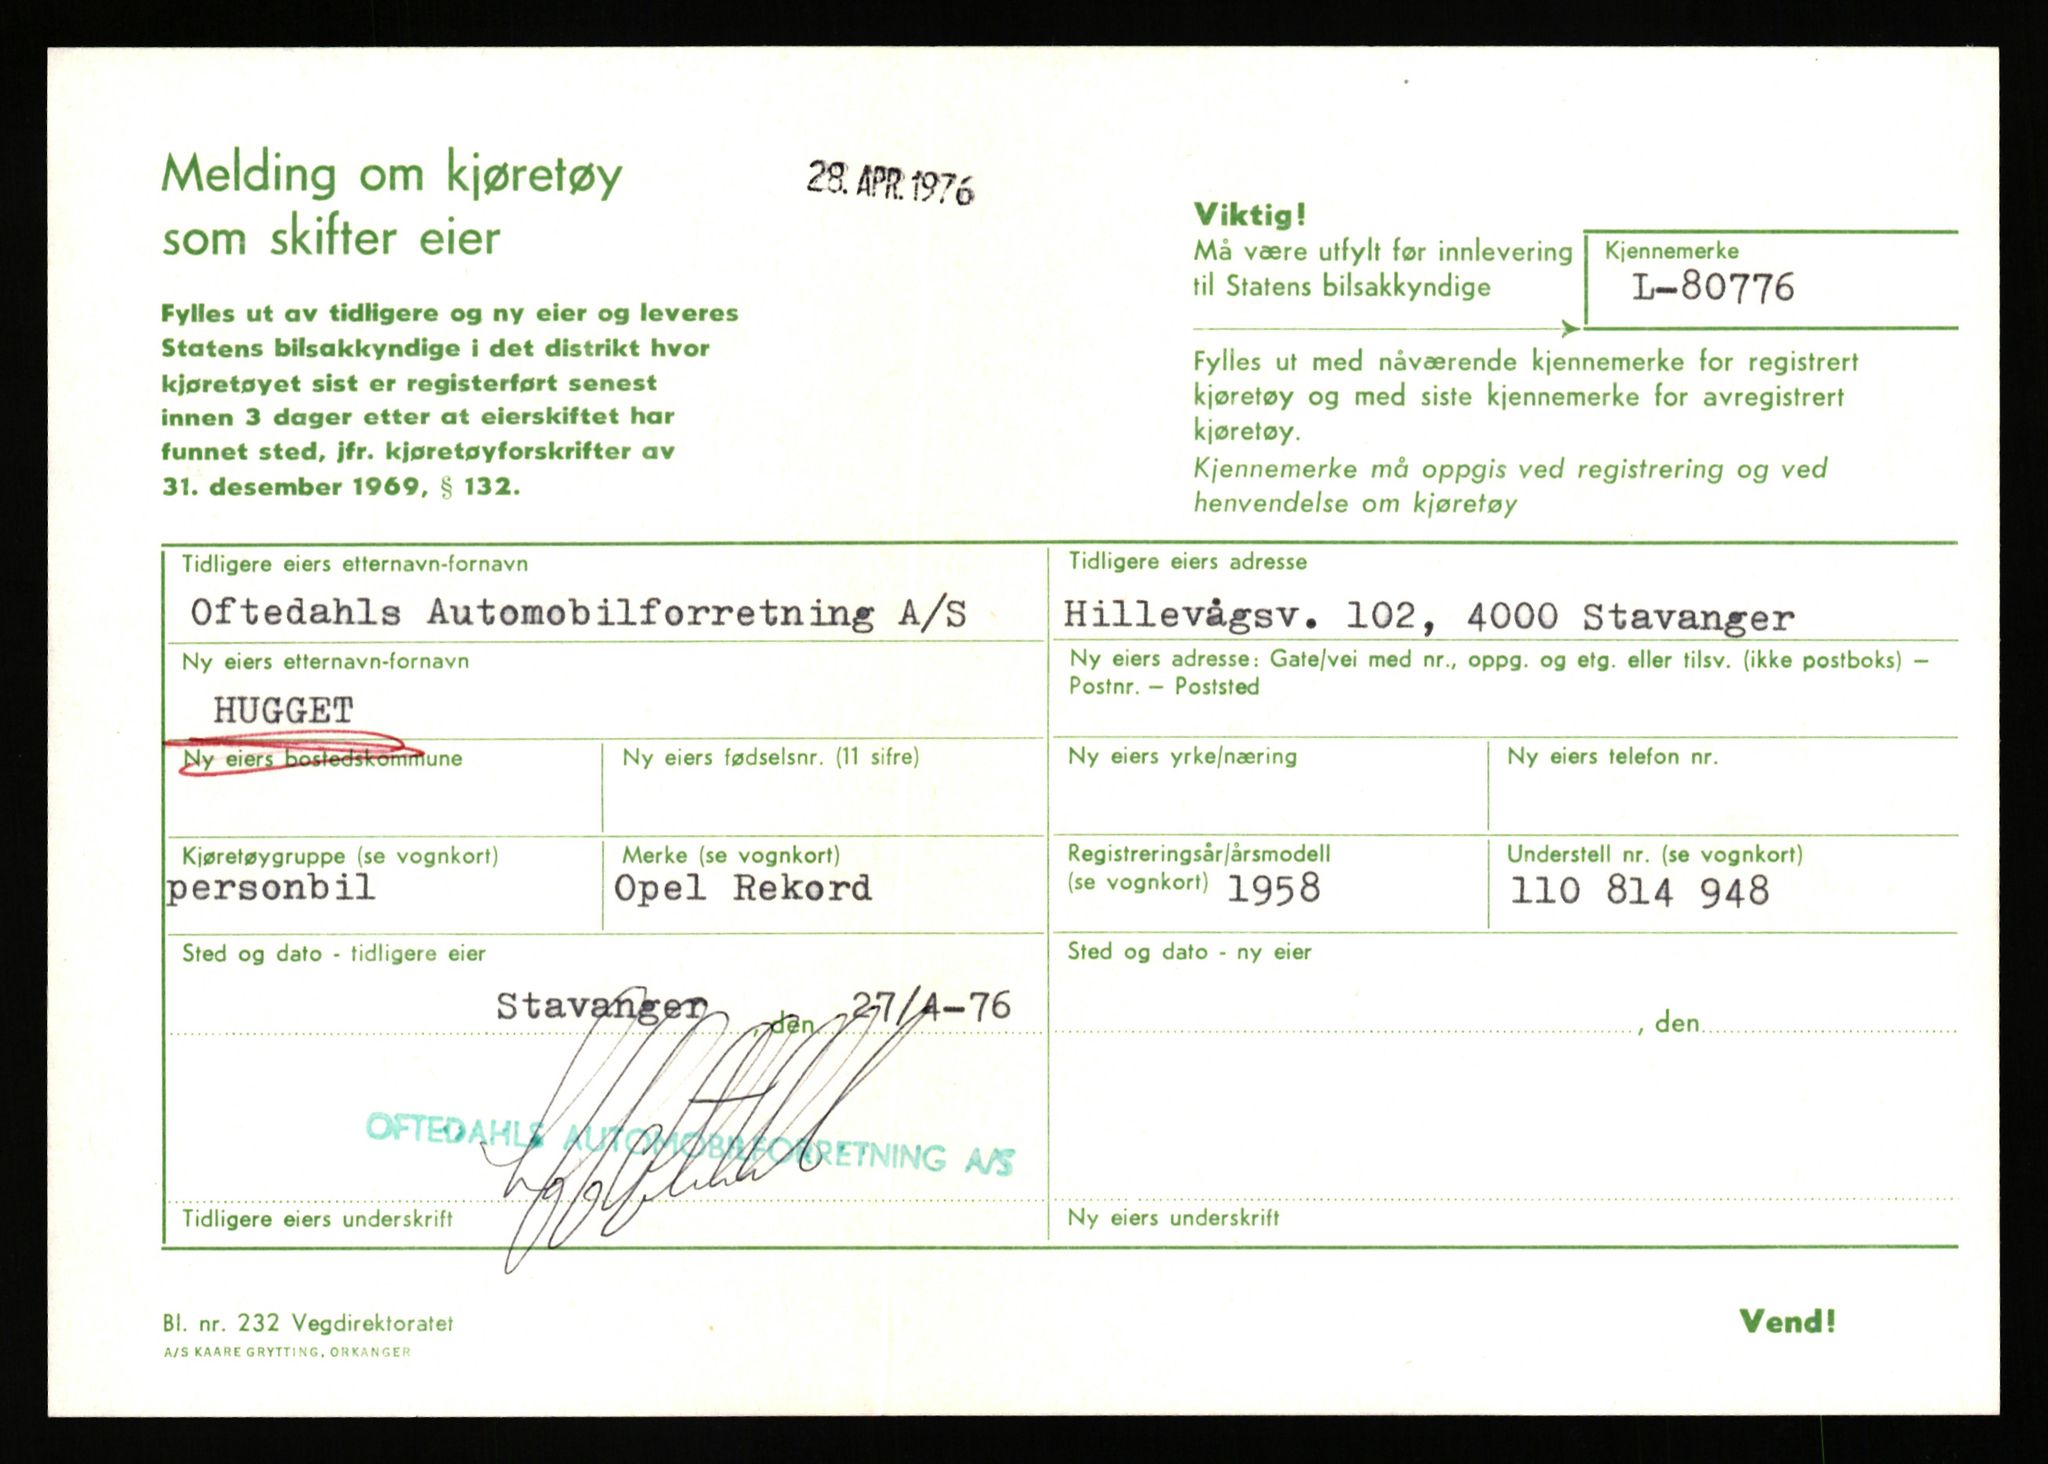 Melding om kjøretøy
som skifter eier
28. APR. 1976
Fylles ut av tidligere og ny eier og leveres
Statens bilsakkyndige i det distrikt hvor
kjøretøyet sist er registerført senest
innen 3 dager etter at eierskiftet har
funnet sted, jfr. kjøretøyforskrifter av
31. desember 1969, § 132.
Viktig!
Må være utfylt før innlevering
til Statens bilsakkyndige
Kjennemerke
L-80776
Fylles ut med nåværende kjennemerke for registrert
kjøretøy og med siste kjennemerke for avregistrert
kjøretøy.
Kjennemerke må oppgis ved registrering og ved
henvendelse om kjøretøy
Tidligere eiers etternavn-fornavn
Oftedahls Automobilforretning A/S
Tidligere eiers adresse
Hillevågsv. 102, 4000 Stavanger
Ny eiers etternavn-fornavn
HUGGET
Ny eiers adresse: Gate/vei med nr., oppg. og etg. eller tilsv. (ikke postboks) –
Postnr. – Poststed
Ny eiers bostedskommune
Ny eiers fødselsnr. (11 sifre)
Ny eiers yrke/næring
Ny eiers telefon nr.
Kjøretøygruppe (se vognkort)
personbil
Merke (se vognkort)
Opel Rekord
Registreringsår/årsmodell
(se vognkort) 1958
Understell nr. (se vognkort)
110 814 948
Sted og dato - tidligere eier
Stavanger, den 27/4-76
Sted og dato - ny eier
, den
OFTEDAHLS AUTOMOBILFORRETNING A/S
Tidligere eiers underskrift
Ny eiers underskrift
Bl. nr. 232 Vegdirektoratet
A/S KAARE GRYTTING, ORKANGER
Vend!